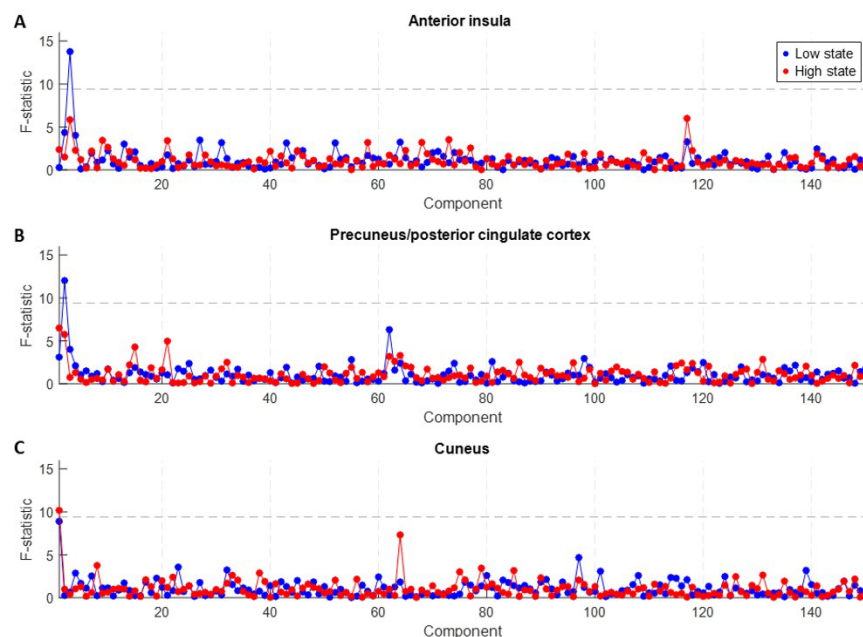 A
Anterior insula
15
10
5
0
F-statistic
Low state
High state
20 40 60 80 100 120 140
Component
B
Precuneus/posterior cingulate cortex
15
10
5
0
F-statistic
20 40 60 80 100 120 140
Component
C
Cuneus
15
10
5
0
F-statistic
20 40 60 80 100 120 140
Component